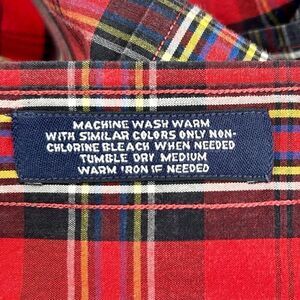 MACHINE WASH WARM
WITH SIMILAR COLORS ONLY NON-
CHLORINE BLEACH WHEN NEEDED
TUMBLE DRY MEDIUM
WARM IRON IF NEEDED